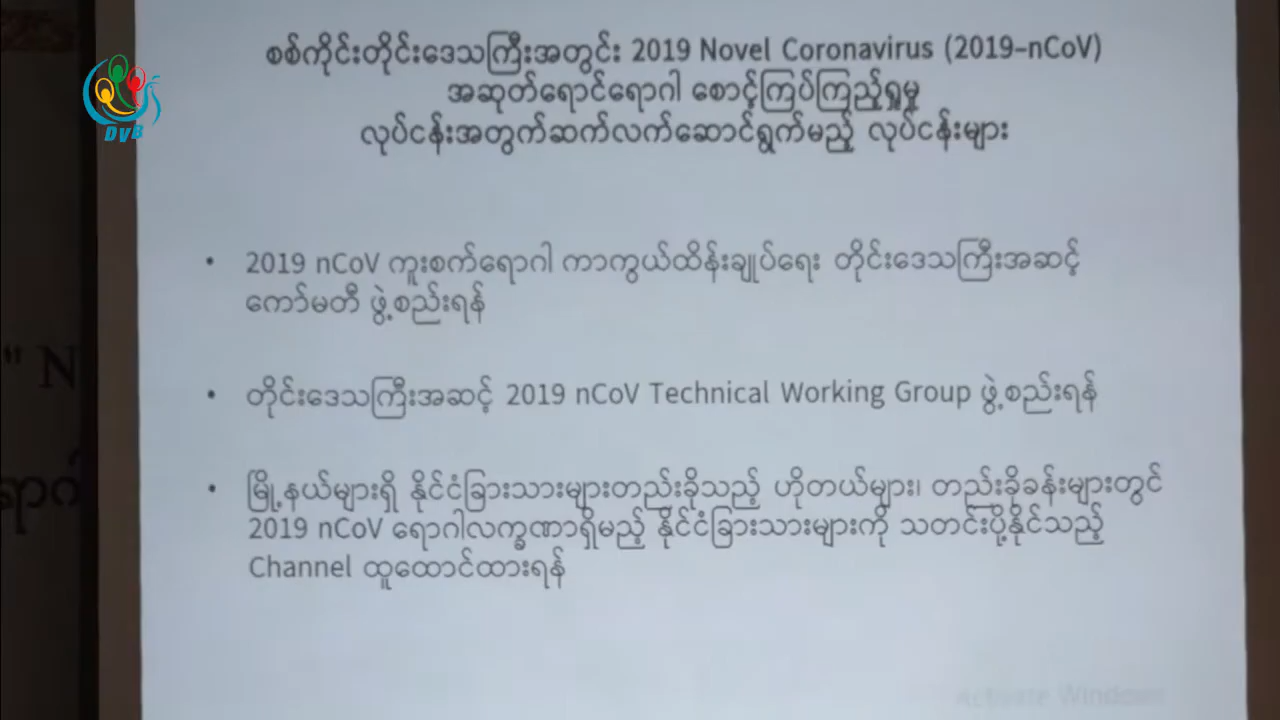 စစ်ကိုင်းတိုင်းဒေသကြီးအတွင်း 2019 Novel Coronavirus (2019-nCoV)
အဆုတ်ရောင်ရောဂါ စောင့်ကြပ်ကြည့်ရှုမှု
လုပ်ငန်းအတွက်ဆက်လက်ဆောင်ရွက်မည့် လုပ်ငန်းများ
DVB
• 2019 nCoV ကူးစက်ရောဂါ ကာကွယ်ထိန်းချုပ်ရေး တိုင်းဒေသကြီးအဆင့်
ကော်မတီ ဖွဲ့စည်းရန်
• တိုင်းဒေသကြီးအဆင့် 2019 nCoV Technical Working Group ဖွဲ့စည်းရန်
• မြို့နယ်များရှိ နိုင်ငံခြားသားများတည်းခိုသည့် ဟိုတယ်များ၊ တည်းခိုခန်းများတွင်
2019 nCoV ရောဂါလက္ခဏာရှိမည့် နိုင်ငံခြားသားများကို သတင်းပို့နိုင်သည့်
Channel ထူထောင်ထားရန်
" N
Activate Windows